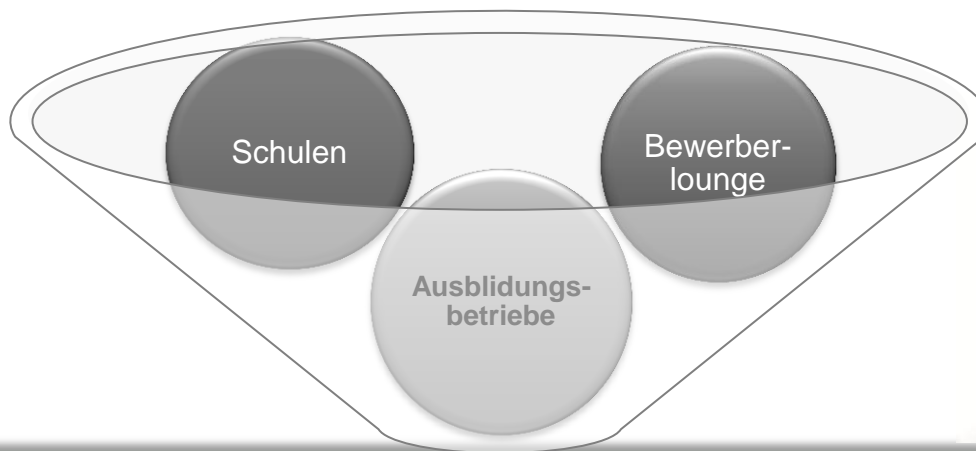 Schulen
Bewerber-
lounge
Ausblidungs-
betriebe